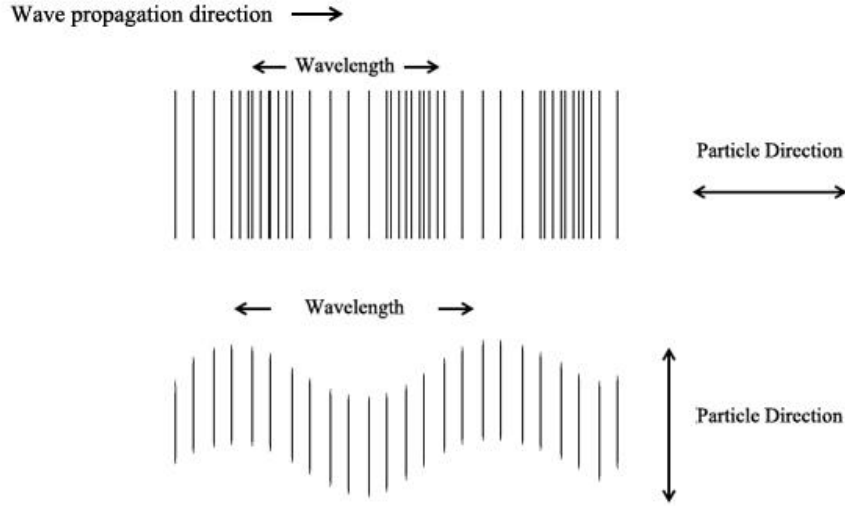 Wave propagation direction
Wavelength
Particle Direction
Wavelength
Particle Direction